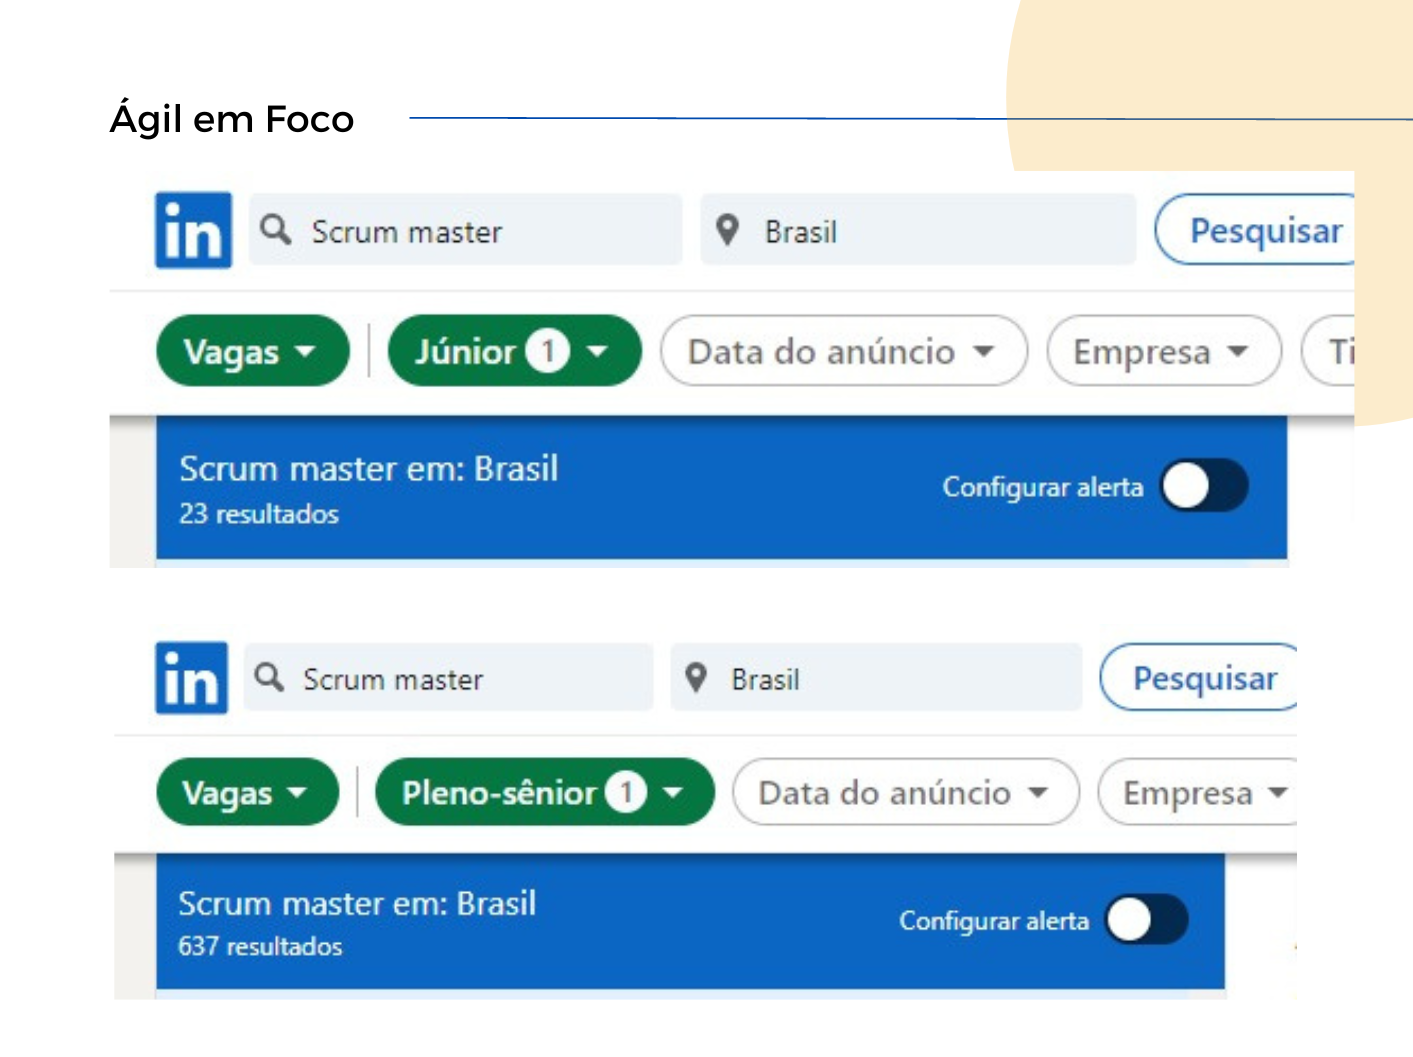 Ágil em Foco
in Scrum master Brasil Pesquisar
Vagas Júnior 1 Data do anúncio Empresa Ti
Scrum master em: Brasil
Configurar alerta
23 resultados
in Scrum master Brasil Pesquisar
Vagas Pleno-sênior 1 Data do anúncio Empresa
Scrum master em: Brasil
Configurar alerta
637 resultados